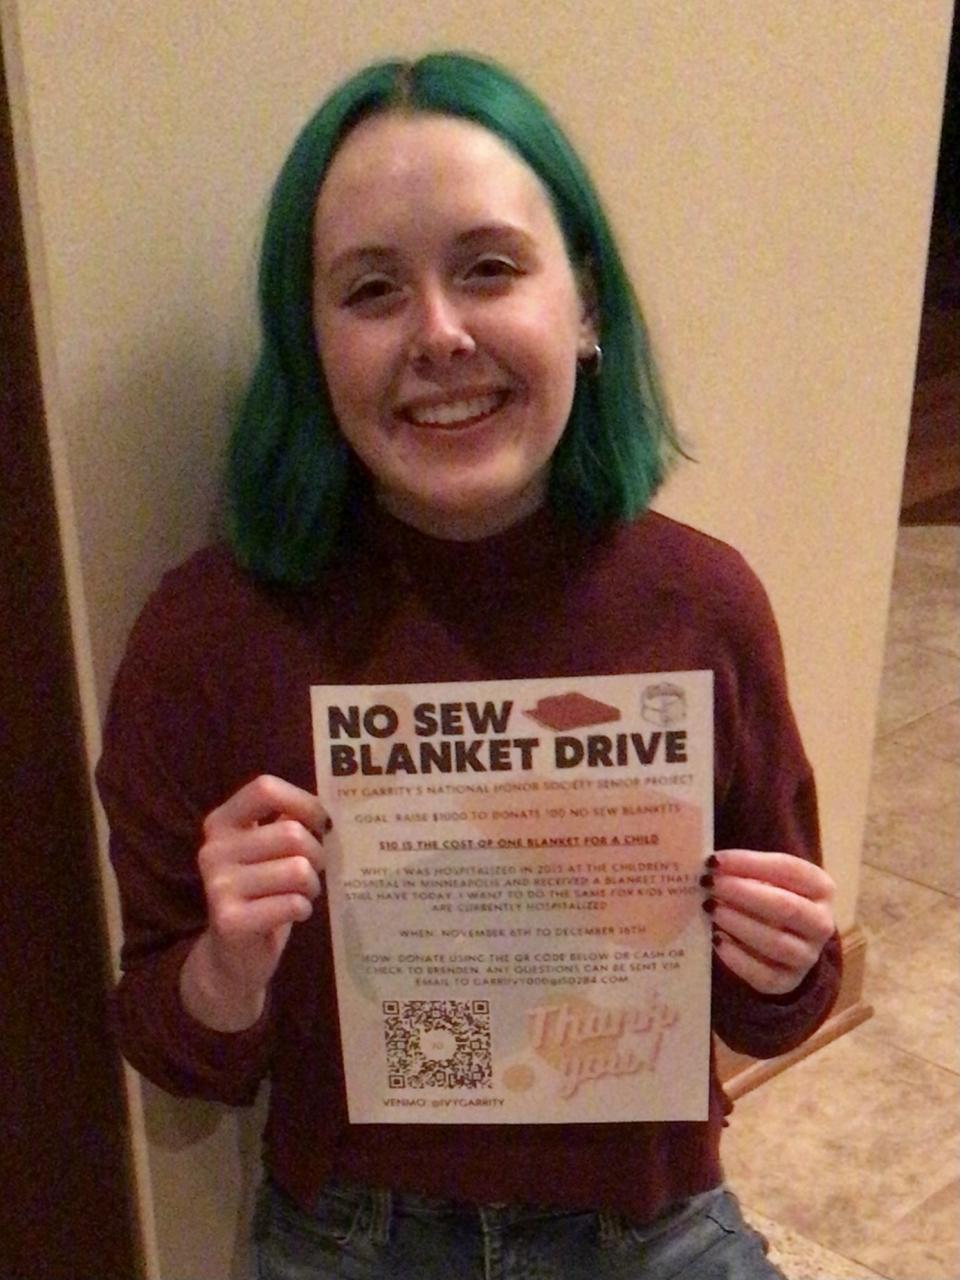 NO SEW
BLANKET DRIVE
IVY GARRITY'S NATIONAL HONOR SOCIETY SENIOR PROJECT
GOAL: RAISE $1000 TO DONATE 100 NO-SEW BLANKETS
$10 IS THE COST OF ONE BLANKET FOR A CHILD
WHY: I WAS HOSPITALIZED IN 2015 AT THE CHILDREN'S
HOSPITAL IN MINNEAPOLIS AND RECEIVED A BLANKET THAT I
STILL HAVE TODAY. I WANT TO DO THE SAME FOR KIDS WHO
ARE CURRENTLY HOSPITALIZED
WHEN: NOVEMBER 6TH TO DECEMBER 16TH
HOW: DONATE USING THE QR CODE BELOW OR CASH OR
CHECK TO BRENDEN. ANY QUESTIONS CAN BE SENT VIA
EMAIL TO GARRIIVY000@ISD284.COM
Thank
you!
VENMO: @IVYGARRITY